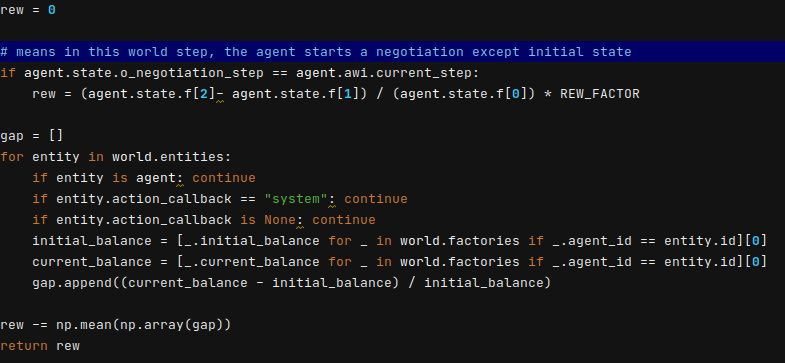 rew = 0
# means in this world step, the agent starts a negotiation except initial state
if agent.state.o_negotiation_step == agent.awi.current_step:
    rew = (agent.state.f[2]- agent.state.f[1]) / (agent.state.f[0]) * REW_FACTOR
gap = []
for entity in world.entities:
    if entity is agent: continue
    if entity.action_callback == "system": continue
    if entity.action_callback is None: continue
    initial_balance = [_.initial_balance for _ in world.factories if _.agent_id == entity.id][0]
    current_balance = [_.current_balance for _ in world.factories if _.agent_id == entity.id][0]
    gap.append((current_balance - initial_balance) / initial_balance)
rew -= np.mean(np.array(gap))
return rew